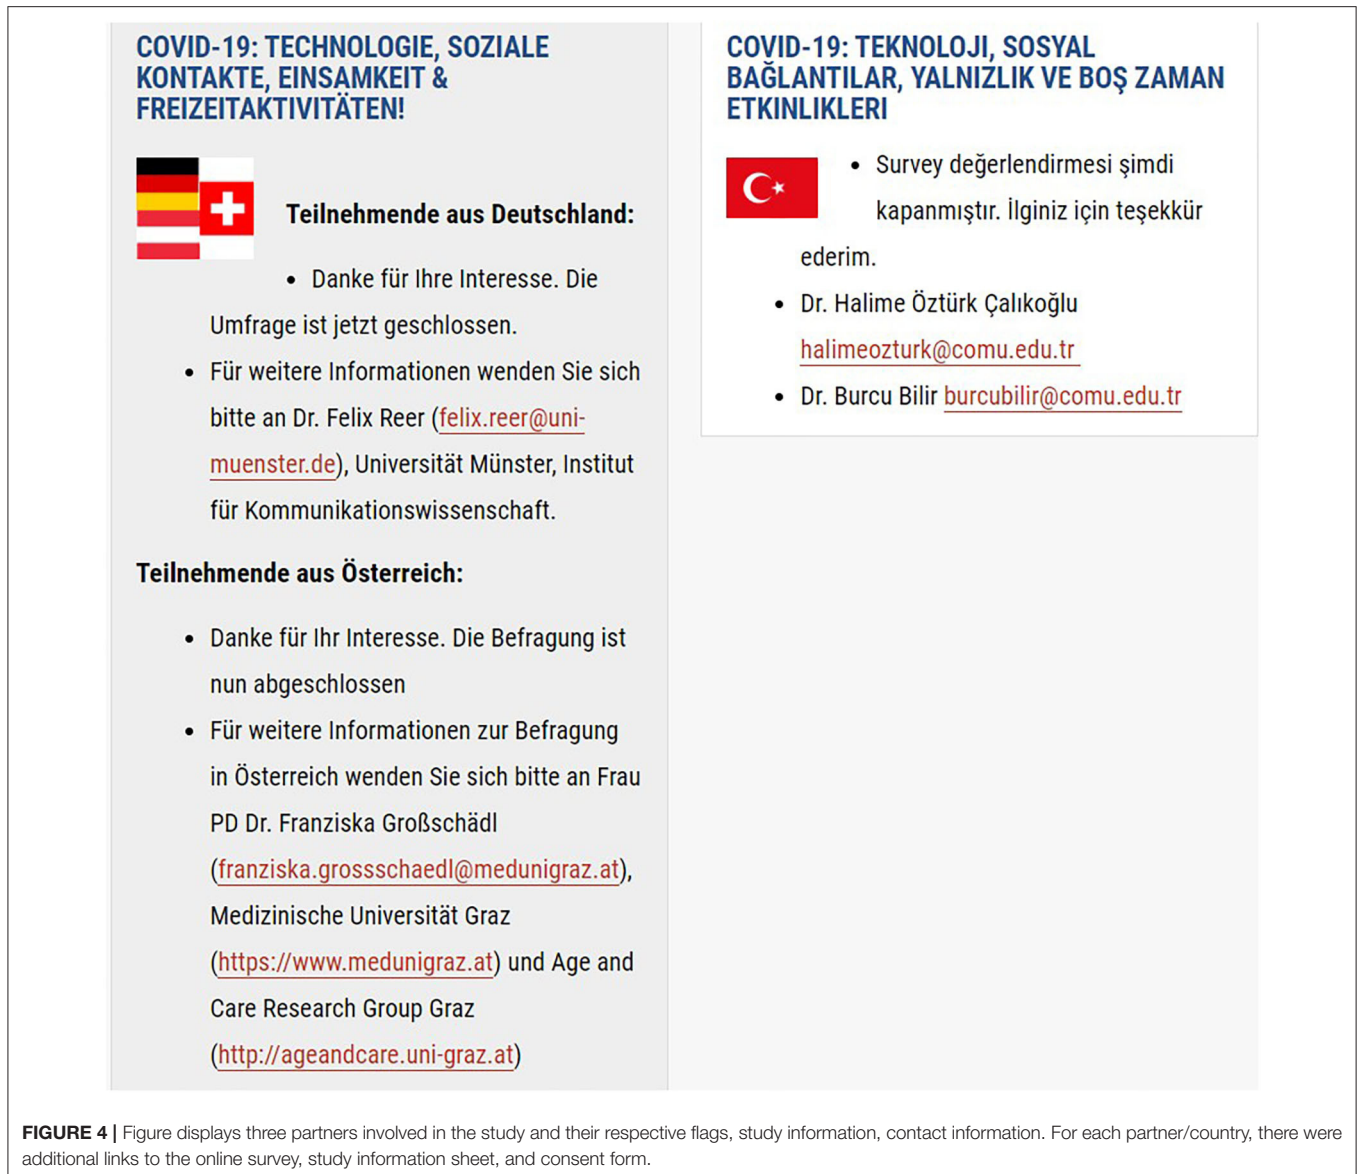 COVID-19: TECHNOLOGIE, SOZIALE
KONTAKTE, EINSAMKEIT &
FREIZEITAKTIVITÄTEN!
Teilnehmende aus Deutschland:
• Danke für Ihre Interesse. Die
Umfrage ist jetzt geschlossen.
• Für weitere Informationen wenden Sie sich
bitte an Dr. Felix Reer (felix.reer@uni-
muenster.de), Universität Münster, Institut
für Kommunikationswissenschaft.
Teilnehmende aus Österreich:
• Danke für Ihr Interesse. Die Befragung ist
nun abgeschlossen
• Für weitere Informationen zur Befragung
in Österreich wenden Sie sich bitte an Frau
PD Dr. Franziska Großschädl
(franziska.grossschaedl@medunigraz.at),
Medizinische Universität Graz
(https://www.medunigraz.at) und Age and
Care Research Group Graz
(http://ageandcare.uni-graz.at)
COVID-19: TEKNOLOJI, SOSYAL
BAĞLANTILAR, YALNIZLIK VE BOŞ ZAMAN
ETKINLIKLERI
• Survey değerlendirmesi şimdi
kapanmıştır. İlginiz için teşekkür
ederim.
• Dr. Halime Öztürk Çalıkoğlu
halimeozturk@comu.edu.tr
• Dr. Burcu Bilir burcubilir@comu.edu.tr
FIGURE 4 | Figure displays three partners involved in the study and their respective flags, study information, contact information. For each partner/country, there were
additional links to the online survey, study information sheet, and consent form.